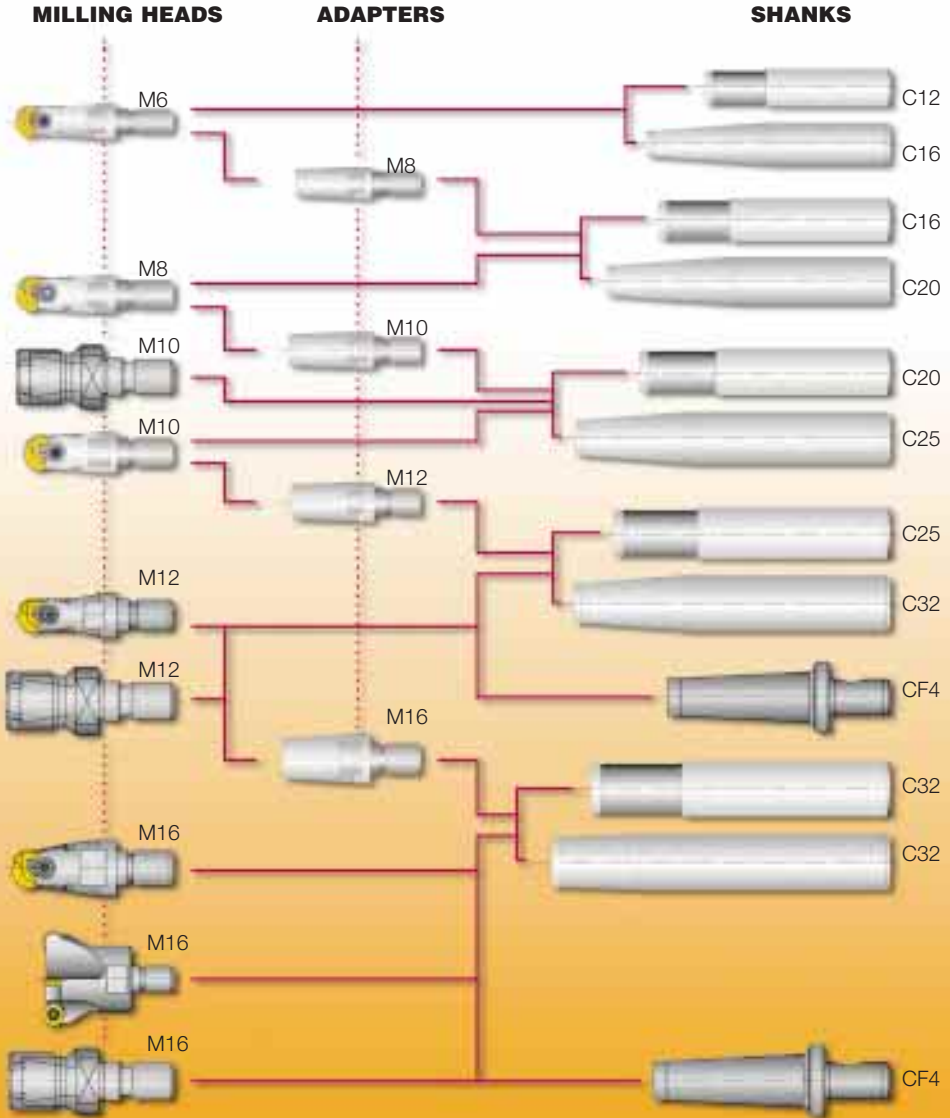 MILLING HEADS ADAPTERS SHANKS
M6
C12
C16
M8
C16
M8
C20
M10
M10
C20
M10
C25
M12
C25
M12
C32
M12
CF4
M16
C32
M16
C32
M16
M16
CF4